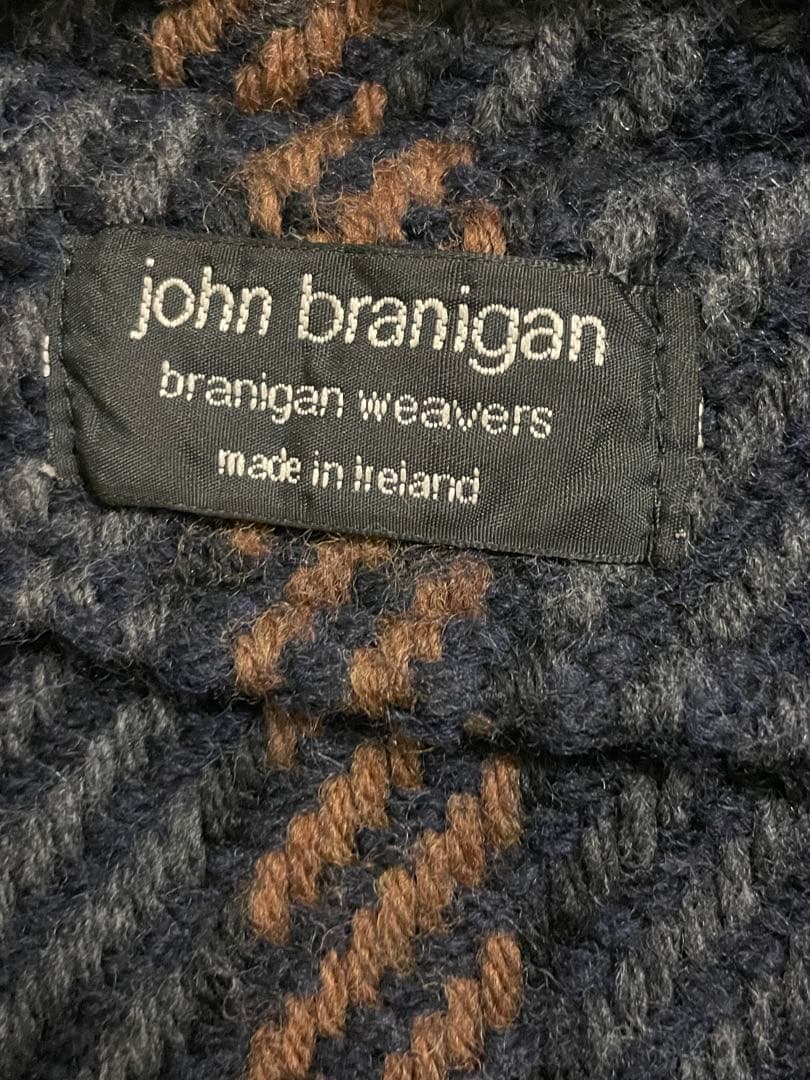 john branigan
branigan weavers
made in ireland